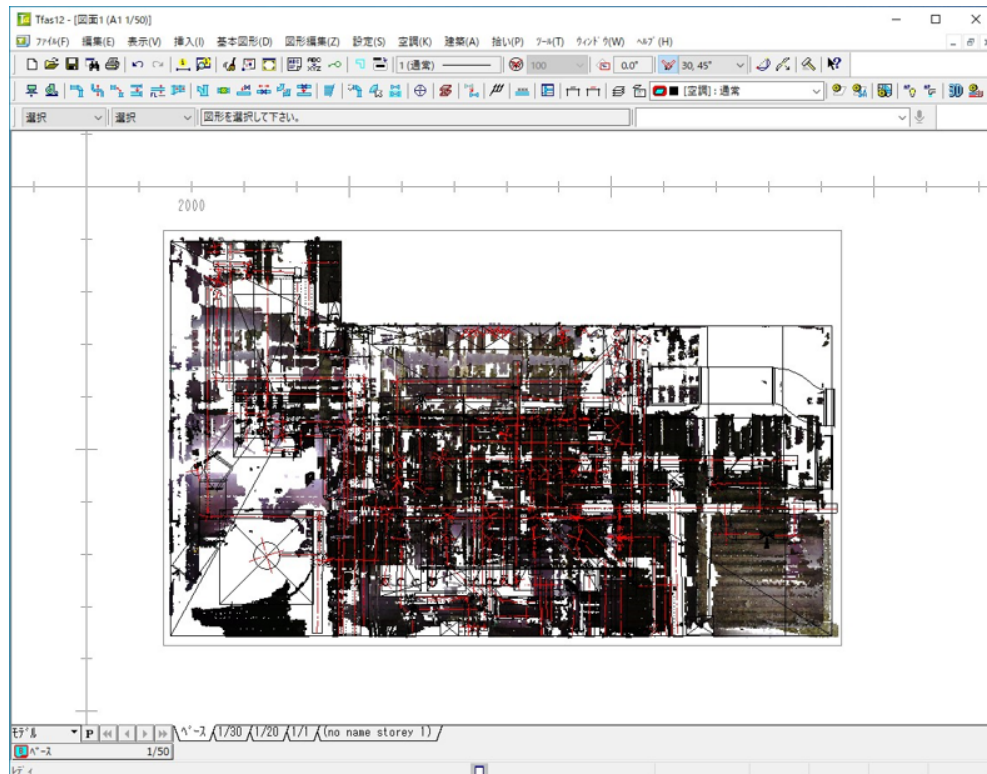 Tfas12 - [図面1 (A1 1/50)]
ファイル(F) 編集(E) 表示(V) 挿入(I) 基本図形(D) 図形編集(Z) 設定(S) 空調(K) 建築(A) 拾い(P) ツール(T) ウィンドウ(W) ヘルプ(H)
1(通常) 100 0.0° 30, 45°
[空調]:通常 3D
選択 選択 図形を選択して下さい。
2000
モデル P ベース 1/30 1/20 1/1 (no name storey 1)
ベース 1/50
レディ